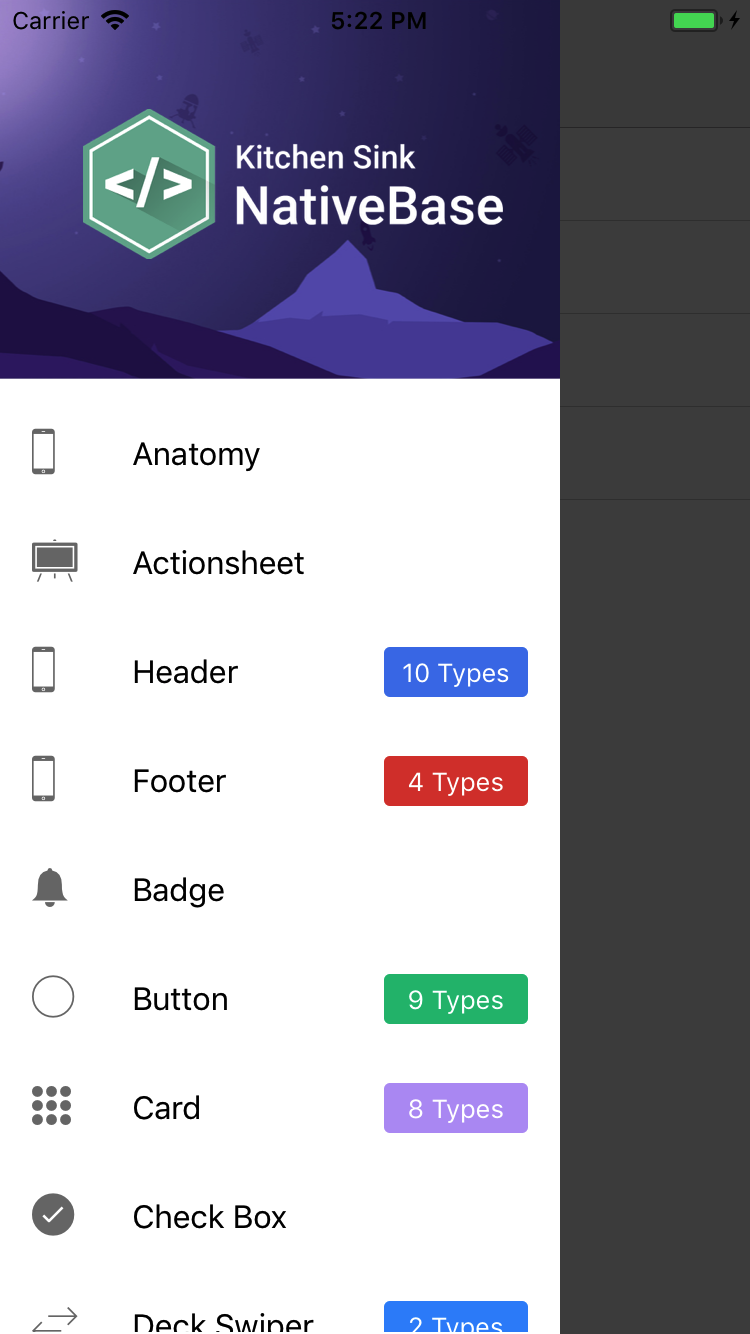 Carrier 5:22 PM
</>
Kitchen Sink
NativeBase
Anatomy
Actionsheet
Header 10 Types
Footer 4 Types
Badge
Button 9 Types
Card 8 Types
Check Box
Deck Swiper 2 Types